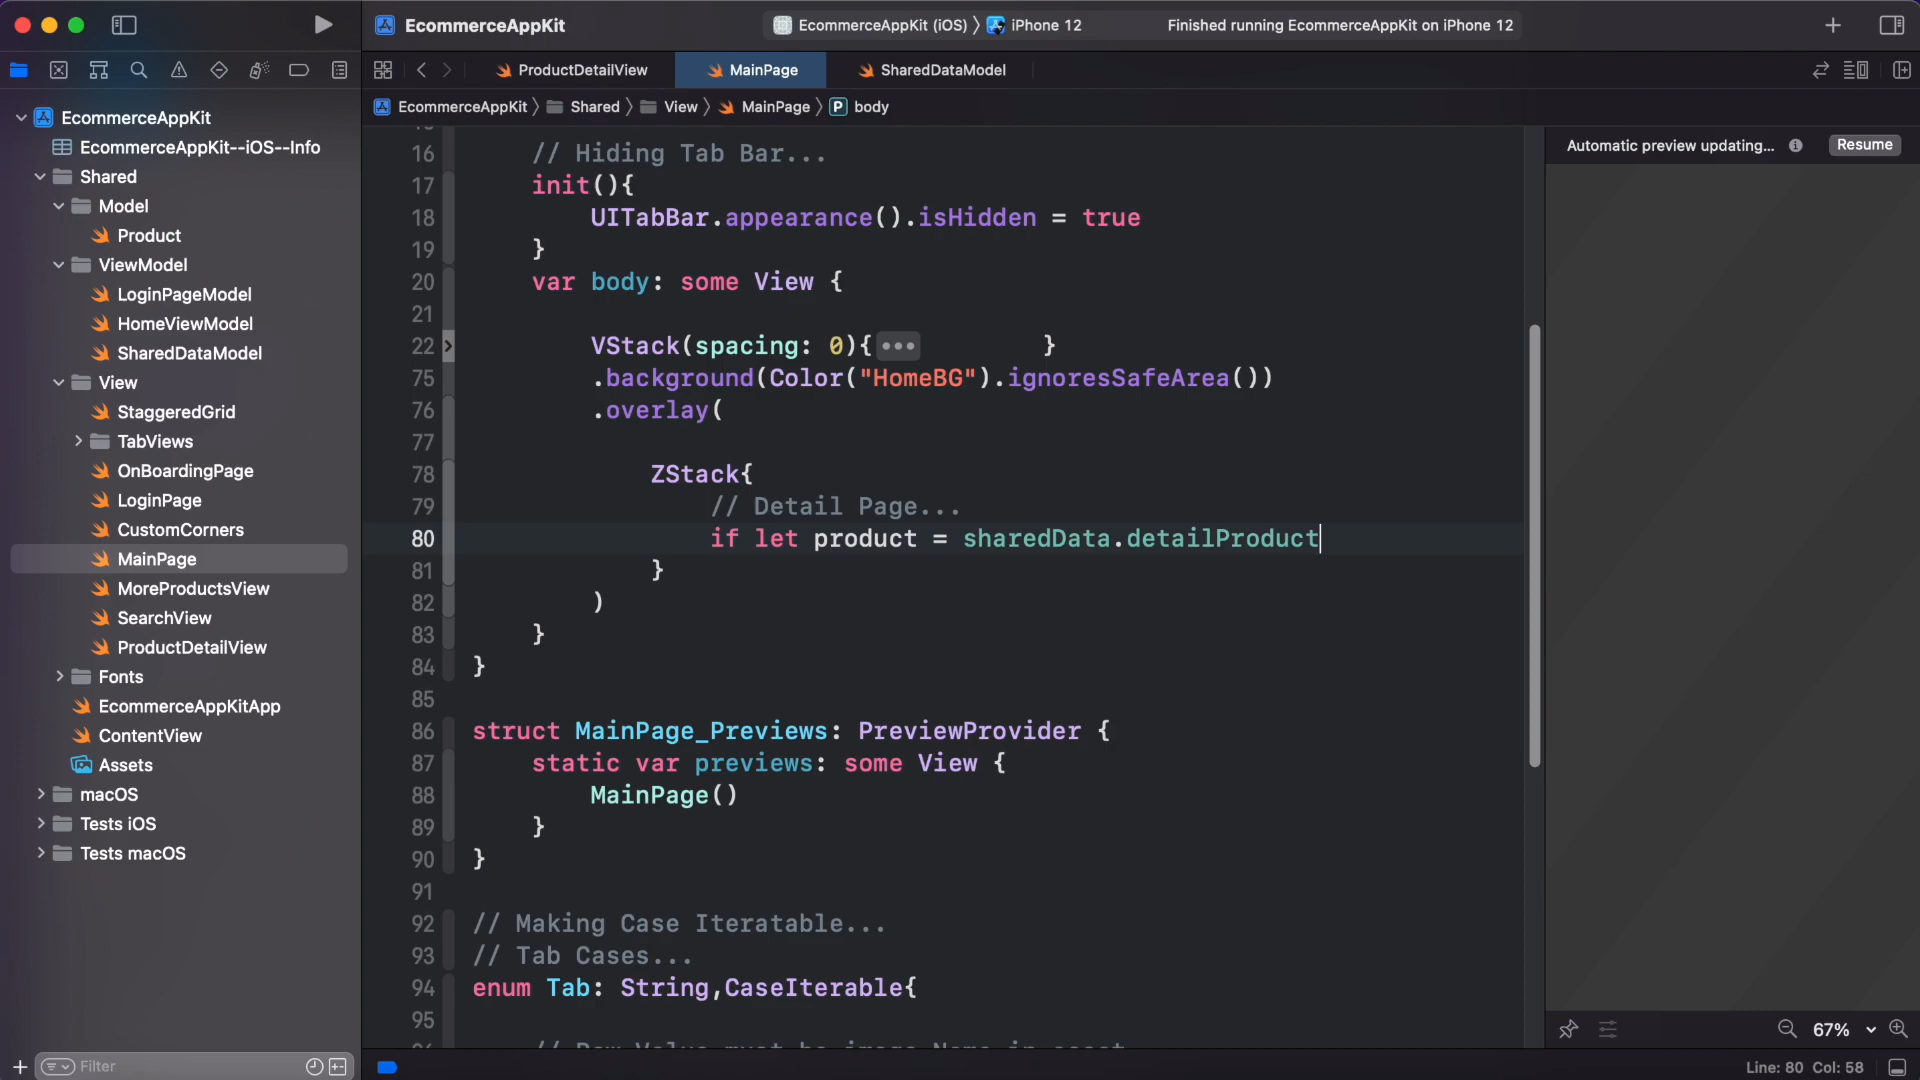 EcommerceAppKit
EcommerceAppKit (iOS) 〉 iPhone 12
Finished running EcommerceAppKit on iPhone 12
ProductDetailView
MainPage
SharedDataModel
EcommerceAppKit 〉 Shared 〉 View 〉 MainPage 〉 P body
EcommerceAppKit
EcommerceAppKit--iOS--Info
Shared
Model
Product
ViewModel
LoginPageModel
HomeViewModel
SharedDataModel
View
StaggeredGrid
TabViews
OnBoardingPage
LoginPage
CustomCorners
MainPage
MoreProductsView
SearchView
ProductDetailView
Fonts
EcommerceAppKitApp
ContentView
Assets
macOS
Tests iOS
Tests macOS
Filter
16 // Hiding Tab Bar...
17 init(){
18 UITabBar.appearance().isHidden = true
19 }
20 var body: some View {
21
22 VStack(spacing: 0){••• }
75 .background(Color("HomeBG").ignoresSafeArea())
76 .overlay(
77
78 ZStack{
79 // Detail Page...
80 if let product = sharedData.detailProduct
81 }
82 )
83 }
84 }
85
86 struct MainPage_Previews: PreviewProvider {
87 static var previews: some View {
88 MainPage()
89 }
90 }
91
92 // Making Case Iteratable...
93 // Tab Cases...
94 enum Tab: String,CaseIterable{
95
Automatic preview updating...
Resume
67%
Line: 80 Col: 58